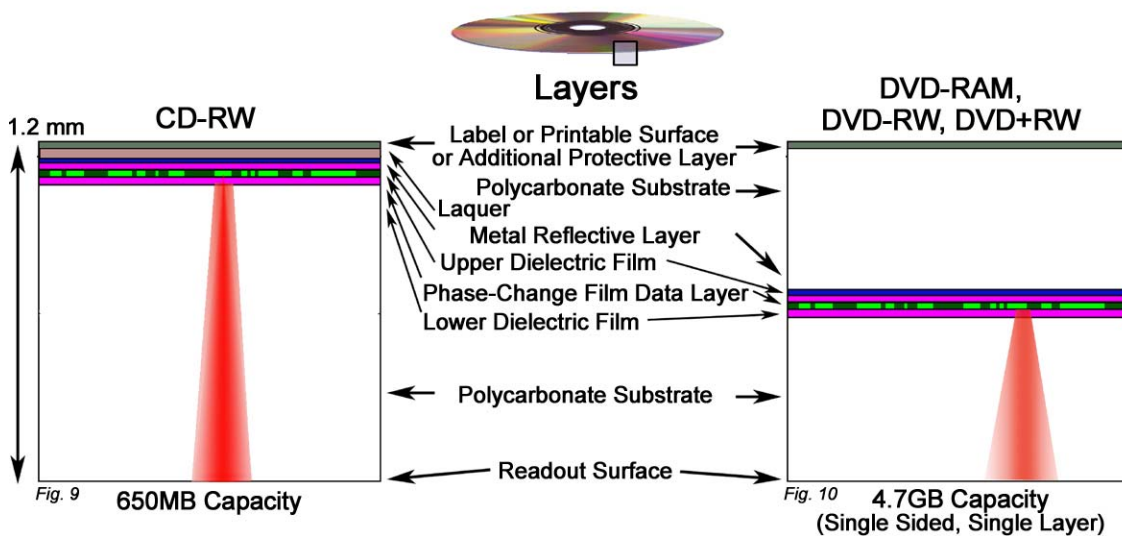 Layers
CD-RW
DVD-RAM,
DVD-RW, DVD+RW
1.2 mm
Label or Printable Surface
or Additional Protective Layer
Polycarbonate Substrate
Laquer
Metal Reflective Layer
Upper Dielectric Film
Phase-Change Film Data Layer
Lower Dielectric Film
Polycarbonate Substrate
Readout Surface
Fig. 9
650MB Capacity
Fig. 10
4.7GB Capacity
(Single Sided, Single Layer)